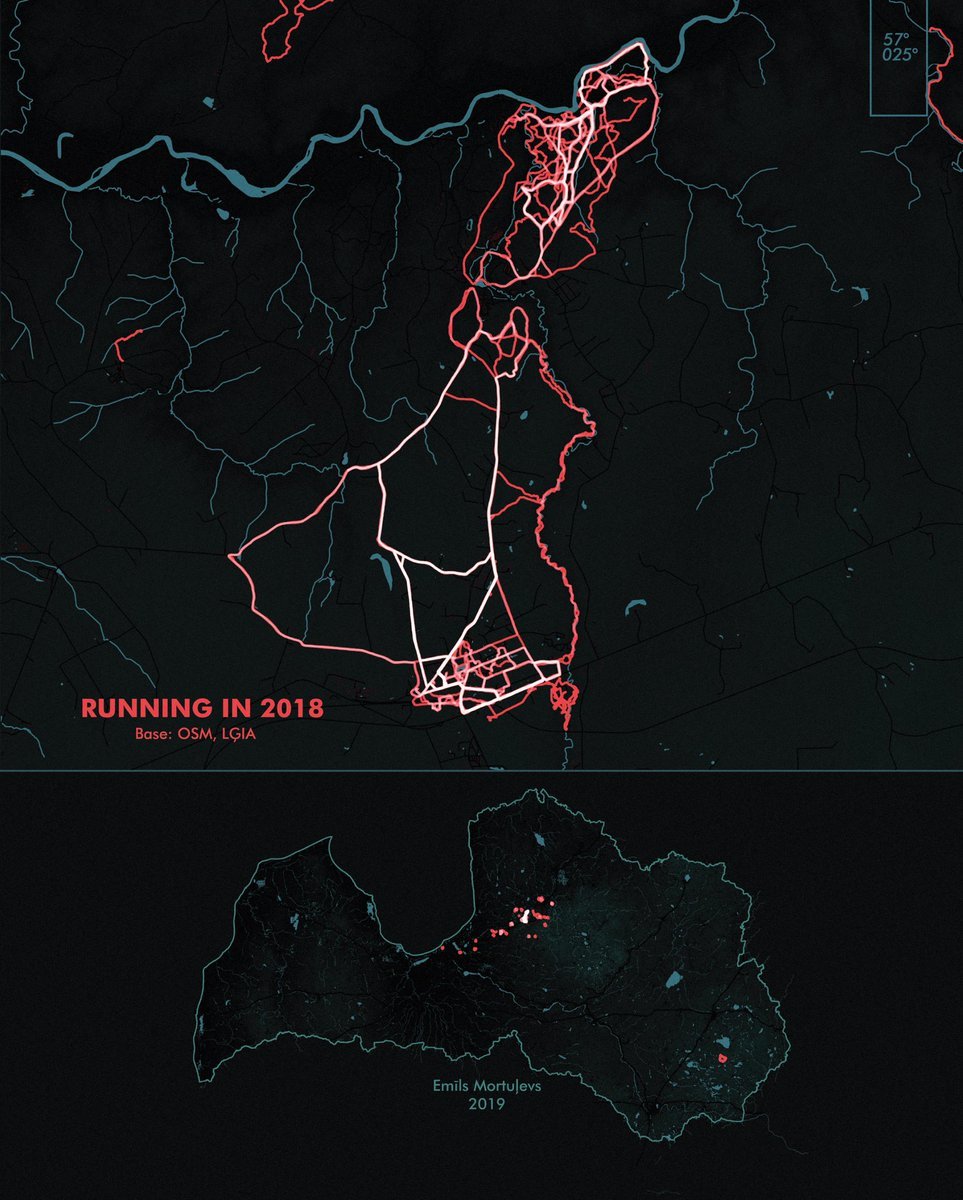 57°
025°
RUNNING IN 2018
Base: OSM, LĢIA
Emīls Mortuļevs
2019